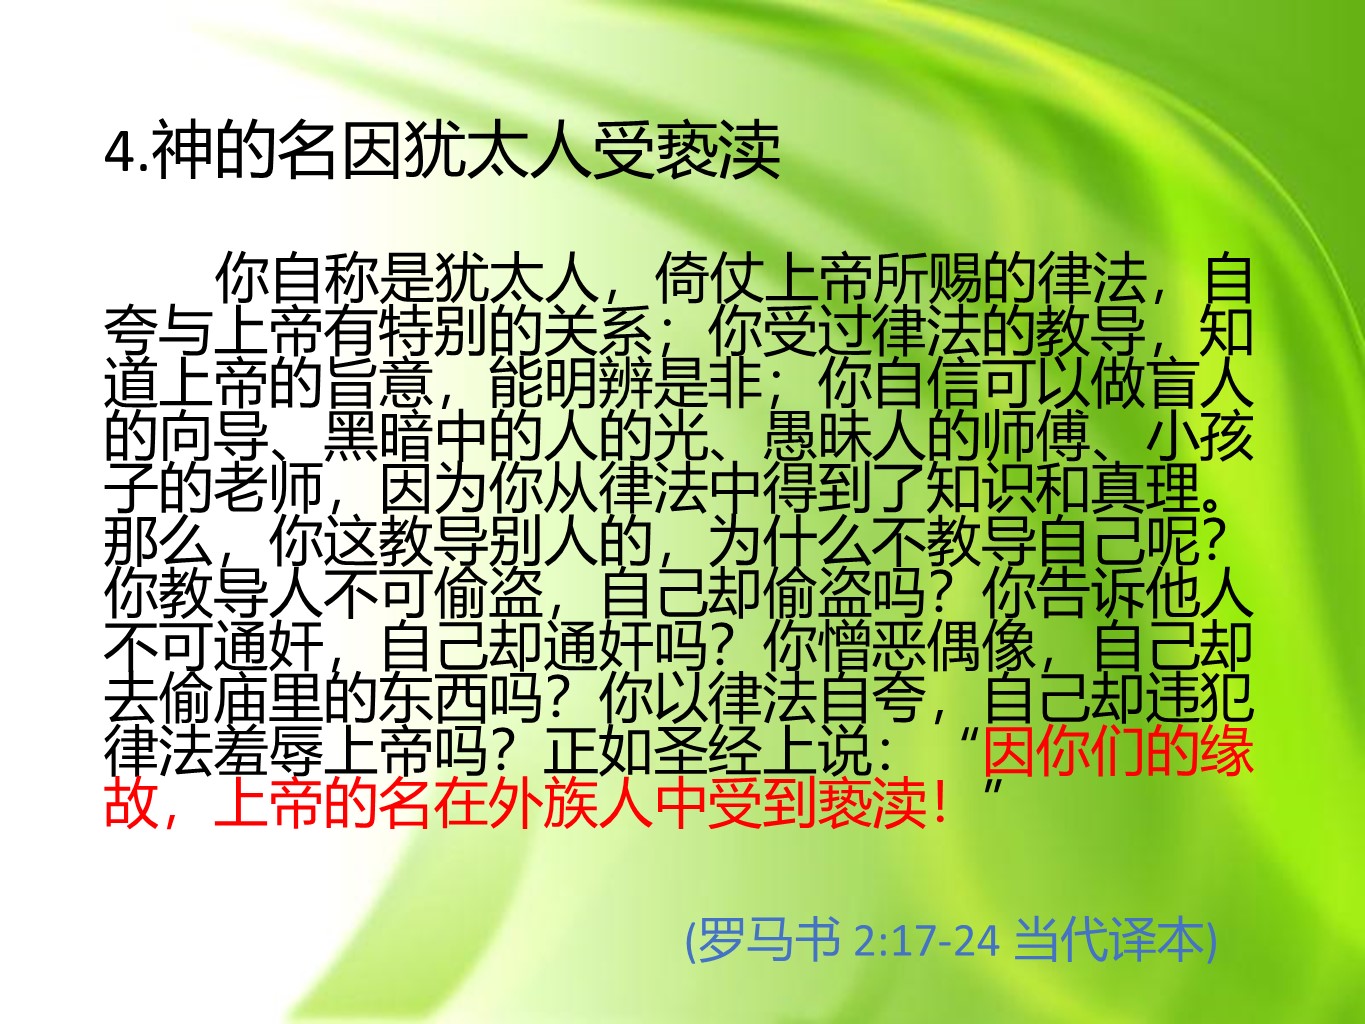 4.神的名因犹太人受亵渎
你自称是犹太人，倚仗上帝所赐的律法，自
夸与上帝有特别的关系；你受过律法的教导，知
道上帝的旨意，能明辨是非；你自信可以做盲人
的向导、黑暗中的人的光、愚昧人的师傅、小孩
子的老师，因为你从律法中得到了知识和真理。
那么，你这教导别人的，为什么不教导自己呢？
你教导人不可偷盗，自己却偷盗吗？你告诉他人
不可通奸，自己却通奸吗？你憎恶偶像，自己却
去偷庙里的东西吗？你以律法自夸，自己却违犯
律法羞辱上帝吗？正如圣经上说：“因你们的缘
故，上帝的名在外族人中受到亵渎！”
(罗马书 2:17-24 当代译本)